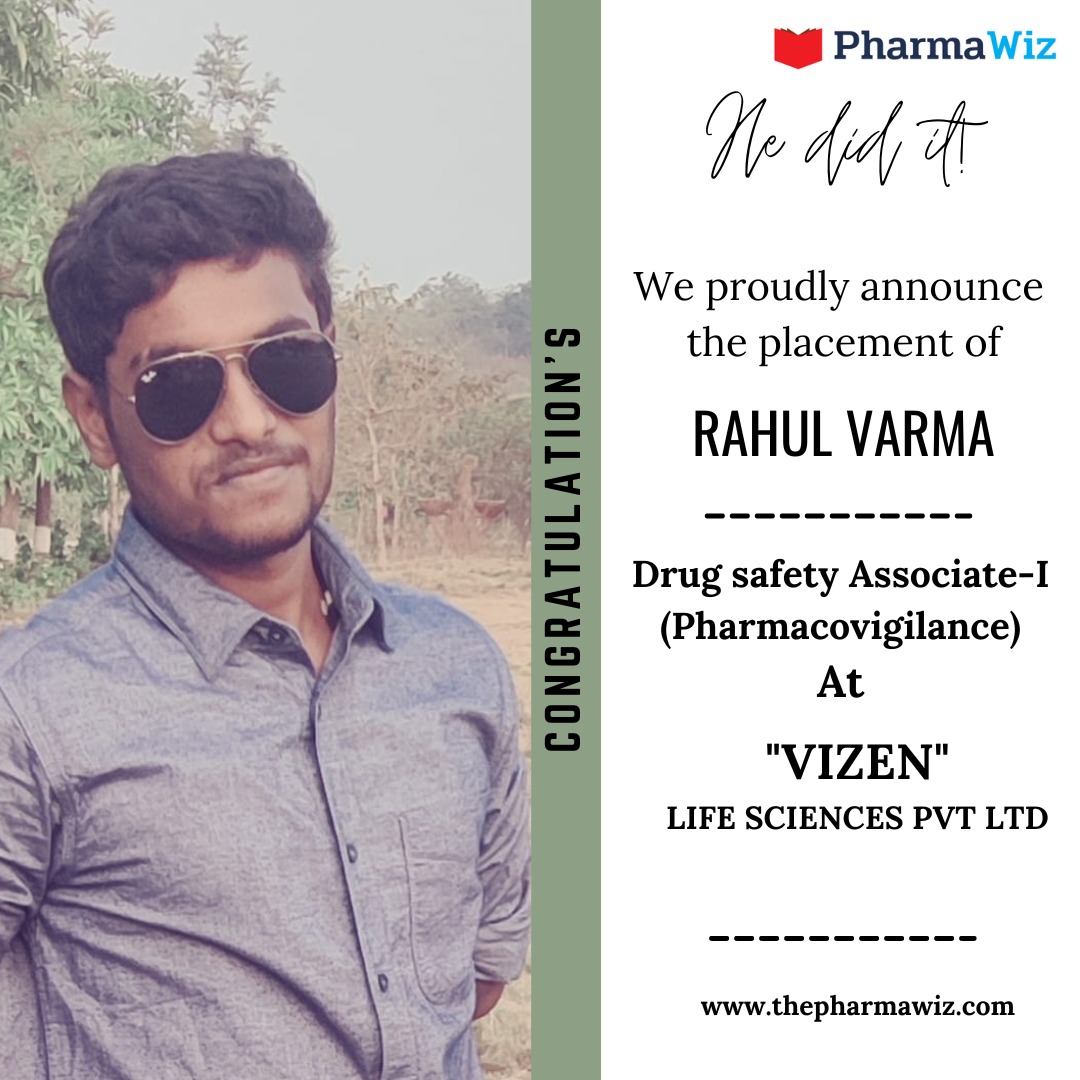 PharmaWiz
He did it!
We proudly announce
the placement of
RAHUL VARMA
-----------
Drug safety Associate-I
(Pharmacovigilance)
At
"VIZEN"
LIFE SCIENCES PVT LTD
-----------
www.thepharmawiz.com
CONGRATULATION'S